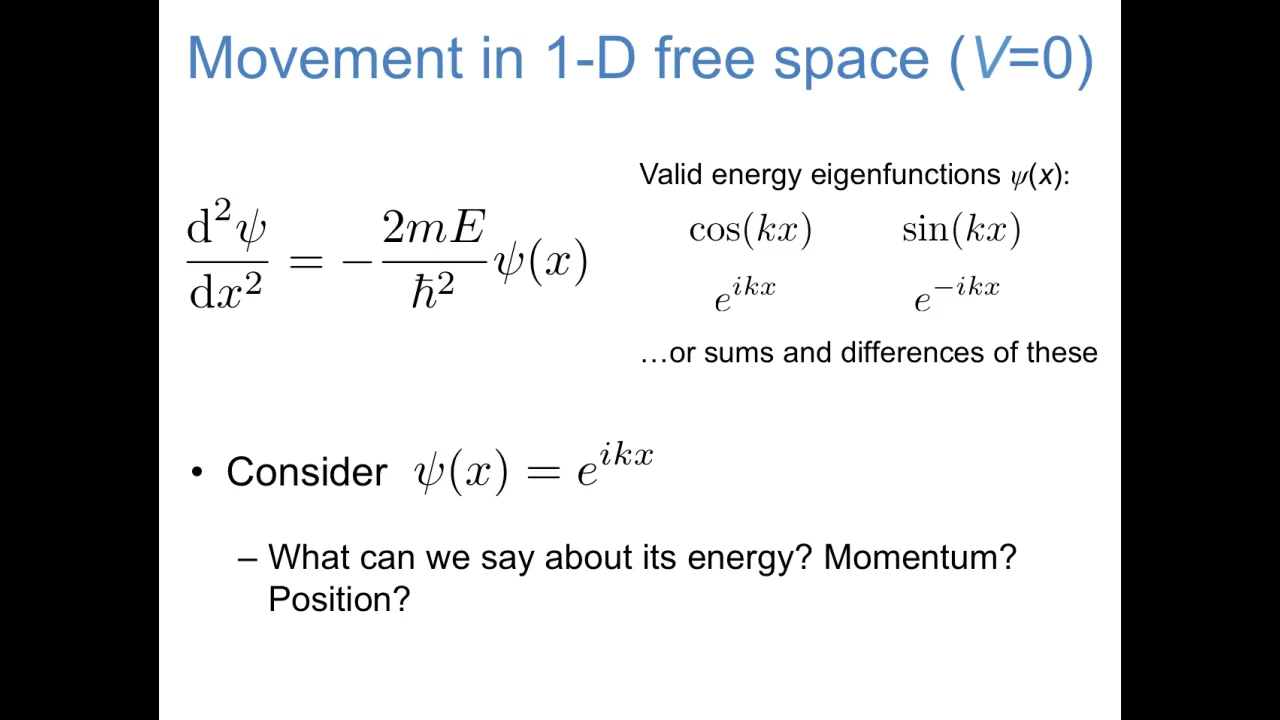 Movement in 1-D free space (V=0)
d²ψ/dx² = −2mE/ħ² ψ(x)
Valid energy eigenfunctions ψ(x):
cos(kx) sin(kx)
e^{ikx} e^{−ikx}
…or sums and differences of these
• Consider ψ(x) = e^{ikx}
– What can we say about its energy? Momentum?
Position?